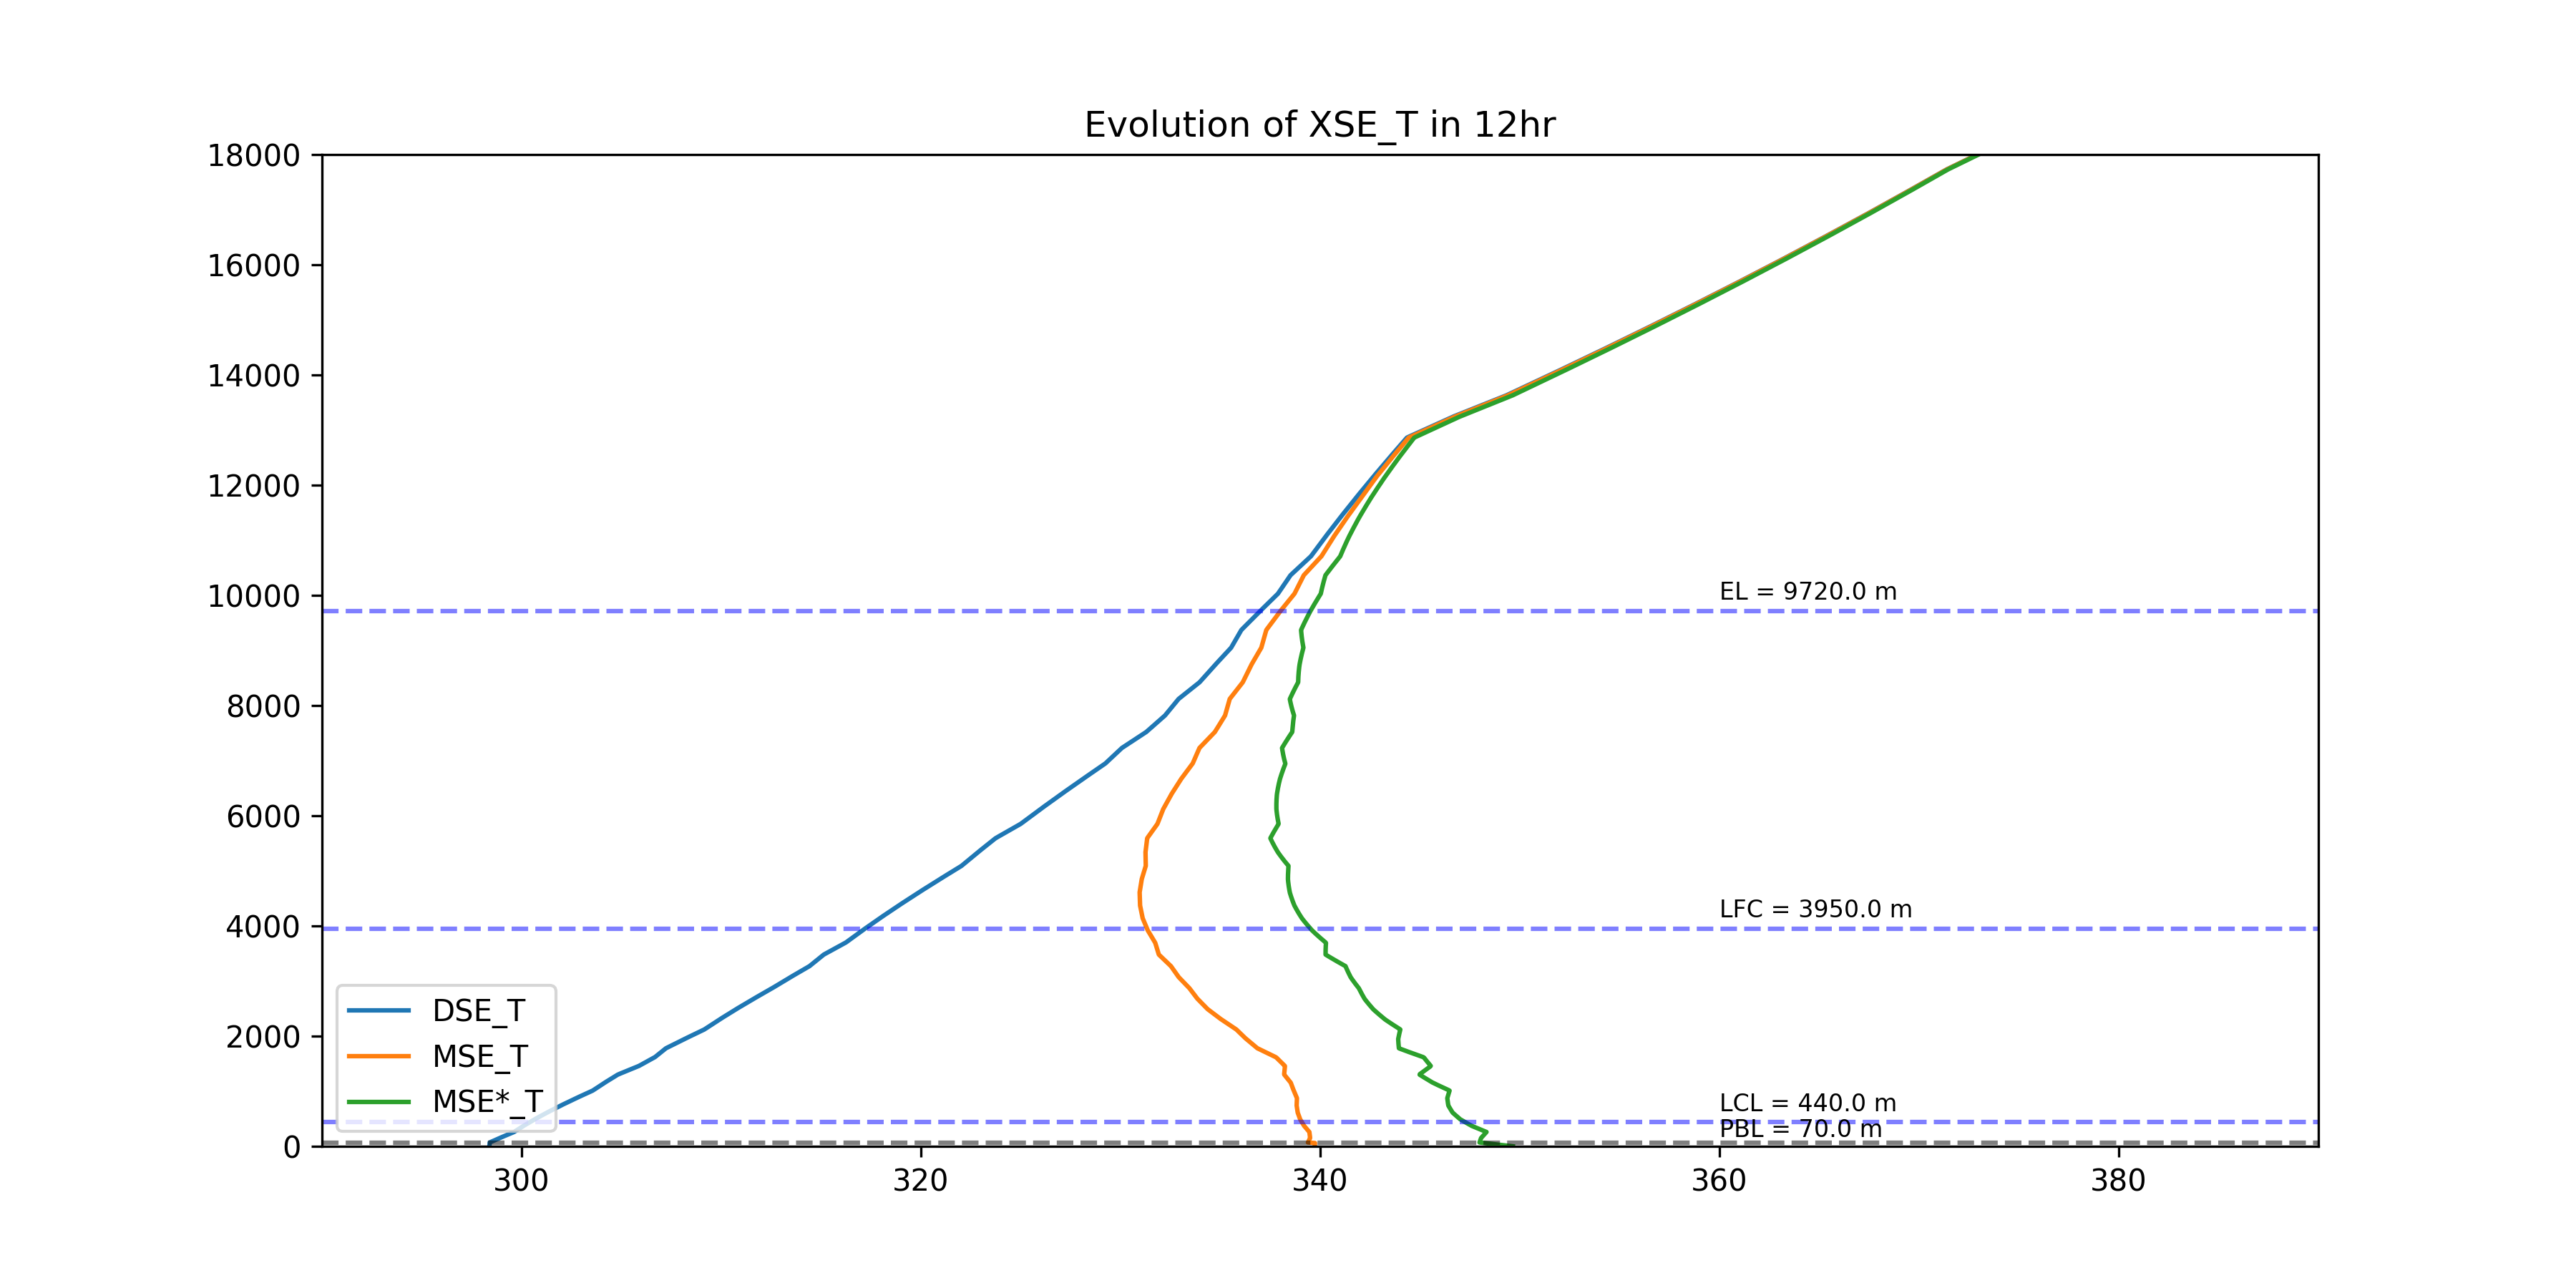 Evolution of XSE_T in 12hr
18000
16000
14000
12000
10000
8000
6000
4000
2000
0
EL = 9720.0 m
LFC = 3950.0 m
LCL = 440.0 m
PBL = 70.0 m
DSE_T
MSE_T
MSE*_T
300 320 340 360 380